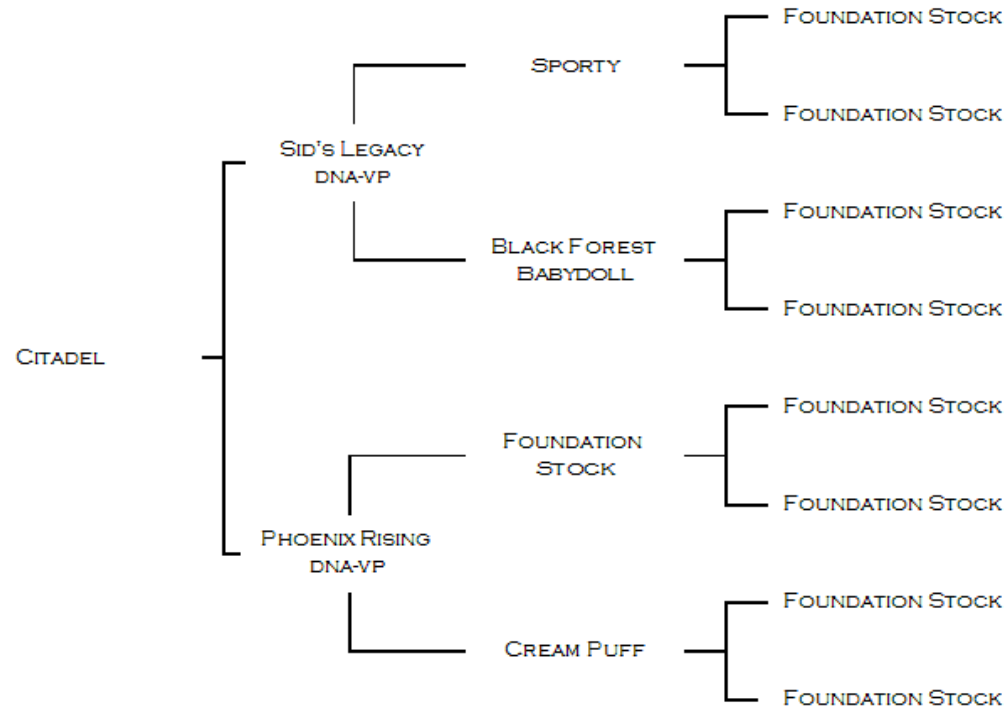 Foundation Stock
Sporty
Foundation Stock
Sid's Legacy
DNA-VP
Foundation Stock
Black Forest
Babydoll
Foundation Stock
Citadel
Foundation Stock
Foundation
Stock
Foundation Stock
Phoenix Rising
DNA-VP
Foundation Stock
Cream Puff
Foundation Stock